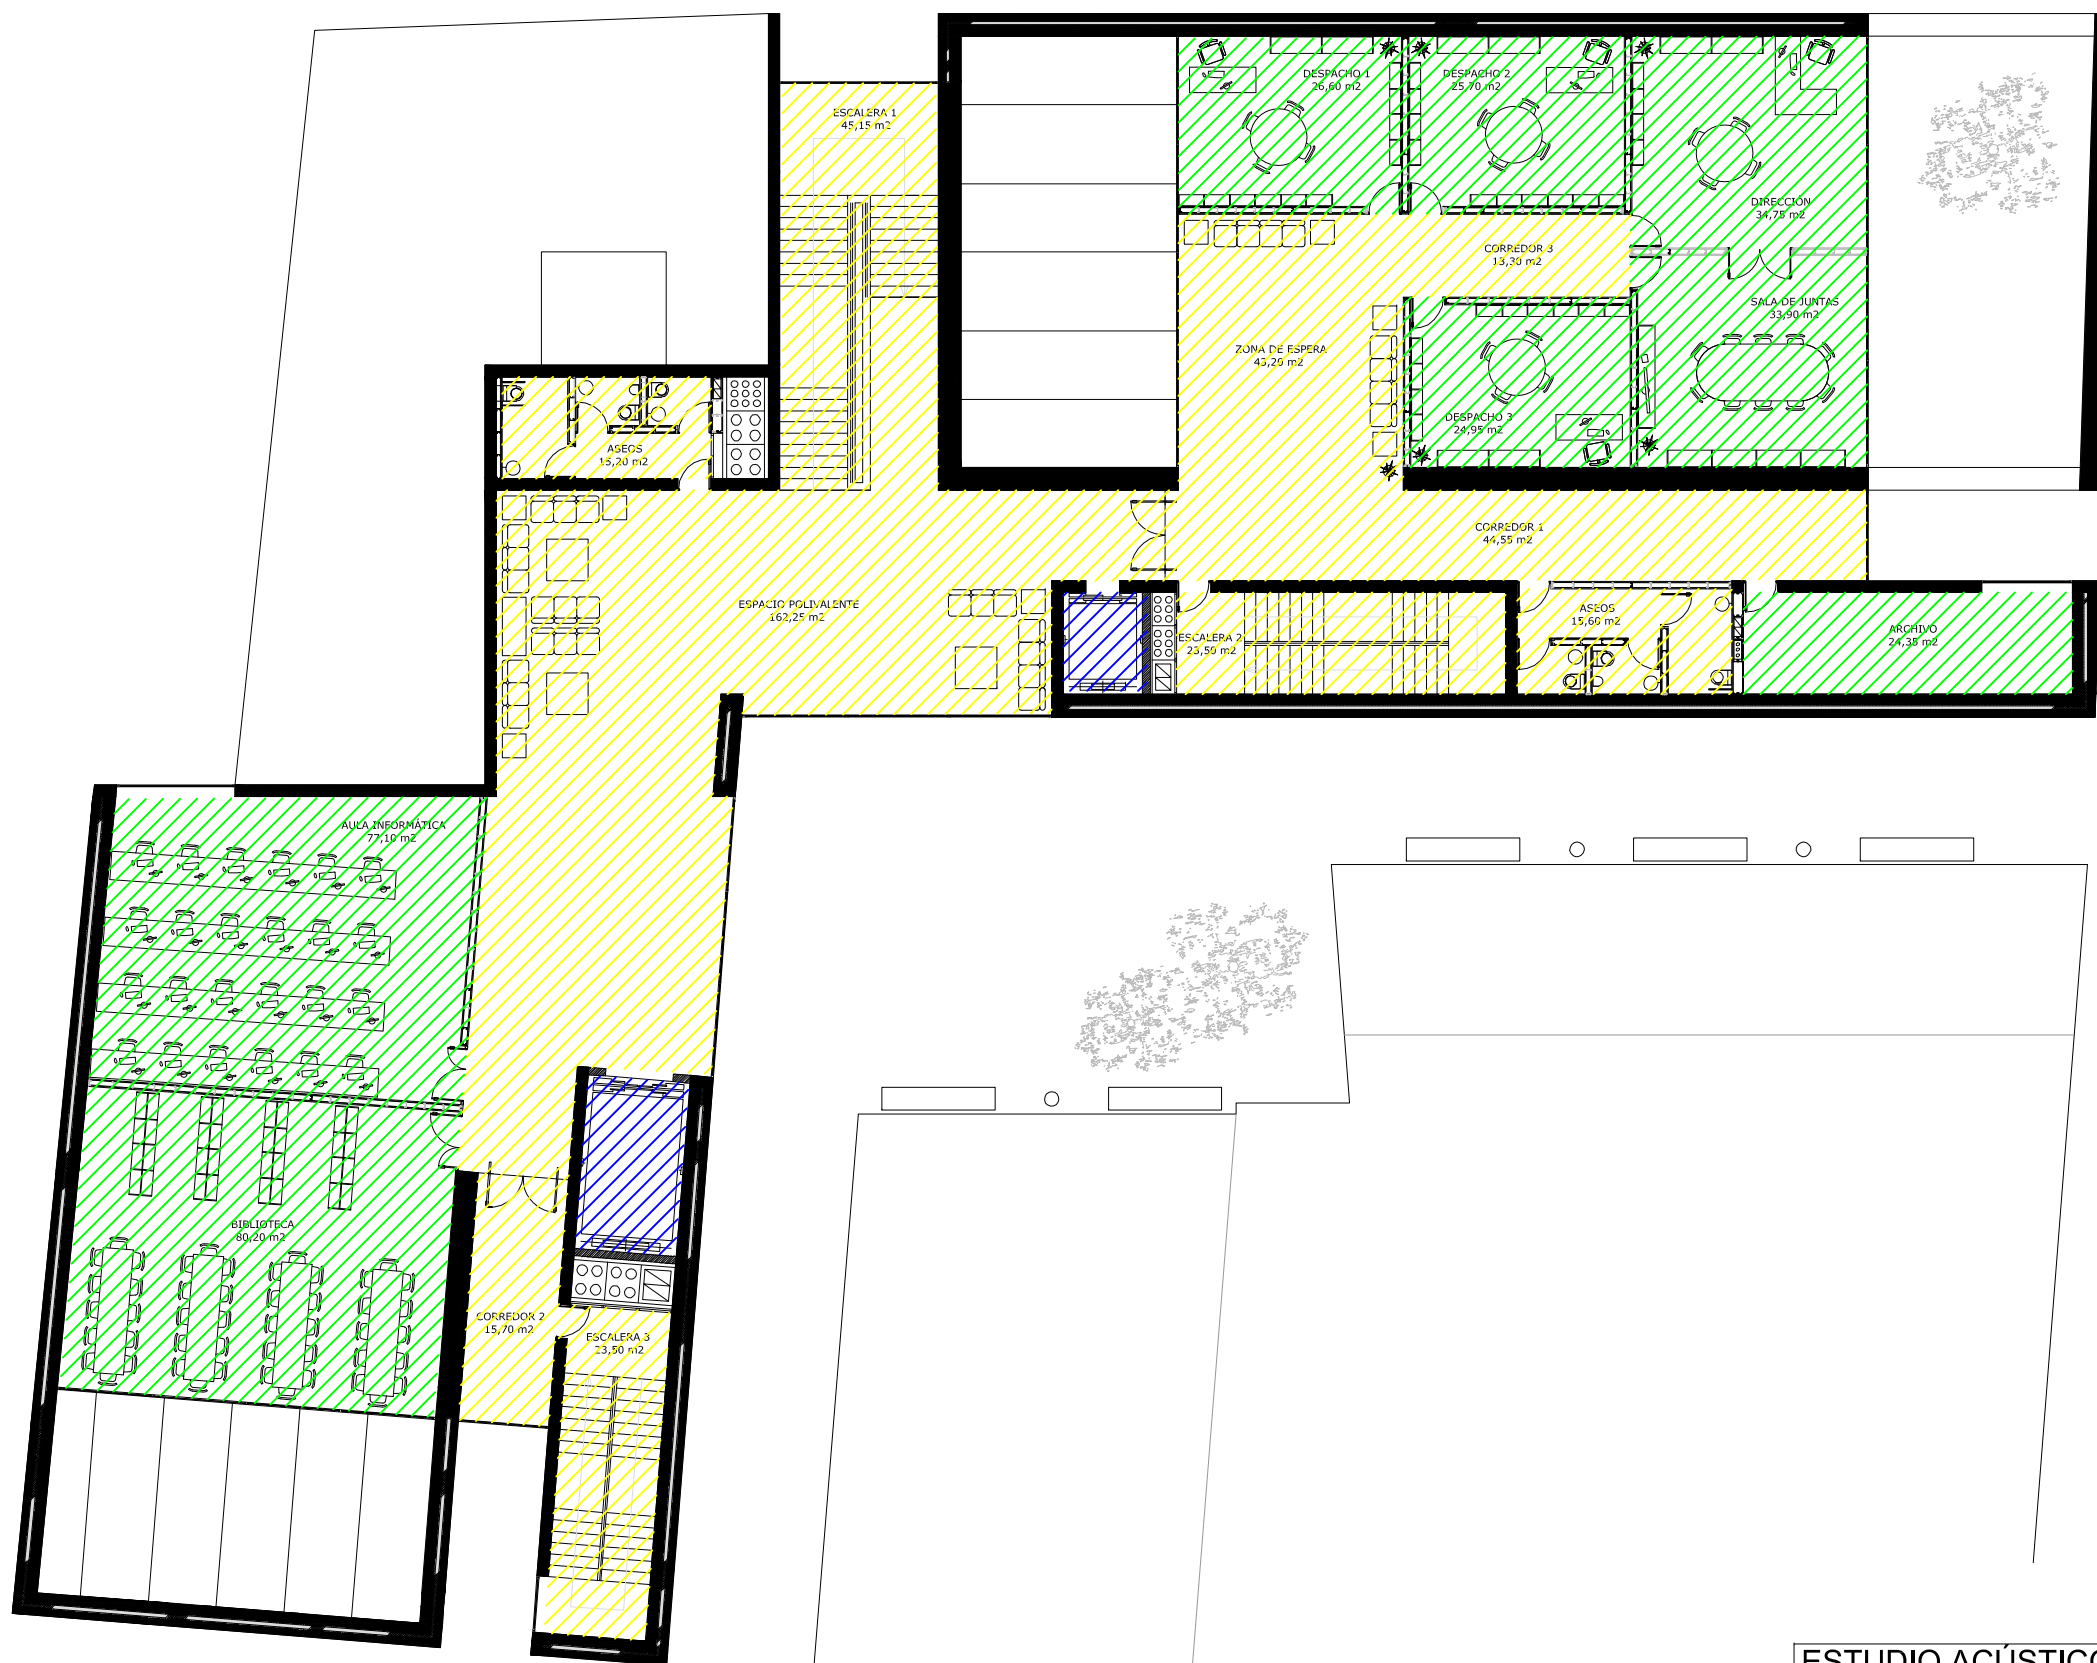 DESPACHO 1
26,60 m2
DESPACHO 2
25,70 m2
ESCALERA 1
45,15 m2
DIRECCIÓN
34,75 m2
CORREDOR 3
13,30 m2
SALA DE JUNTAS
33,90 m2
ZONA DE ESPERA
43,20 m2
DESPACHO 3
24,95 m2
ASEOS
15,20 m2
CORREDOR 1
44,55 m2
ESPACIO POLIVALENTE
162,25 m2
ASEOS
15,60 m2
ESCALERA 2
23,50 m2
ARCHIVO
24,35 m2
AULA INFORMÁTICA
77,10 m2
BIBLIOTECA
80,20 m2
CORREDOR 2
15,70 m2
ESCALERA 3
23,50 m2
ESTUDIO ACÚSTICO